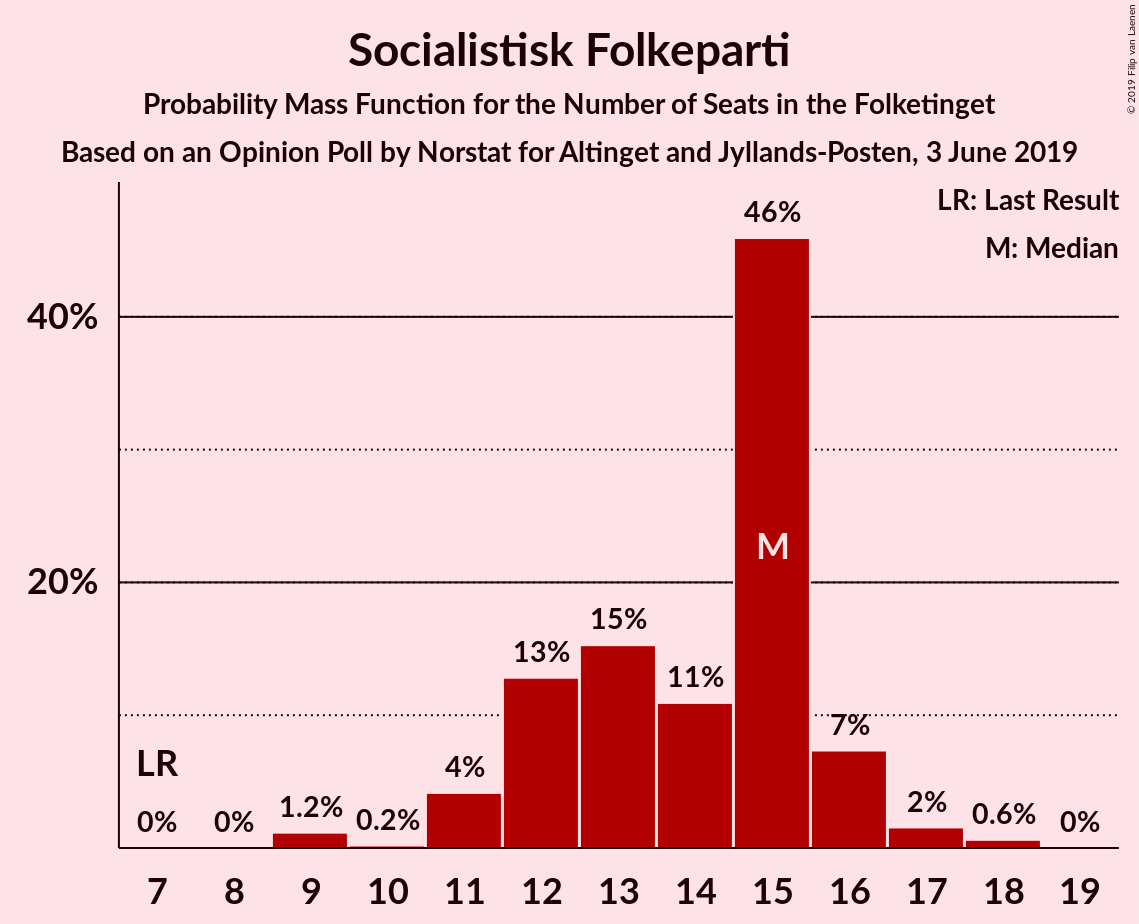 Socialistisk Folkeparti
Probability Mass Function for the Number of Seats in the Folketinget
Based on an Opinion Poll by Norstat for Altinget and Jyllands-Posten, 3 June 2019
© 2019 Filip van Laenen
LR: Last Result
M: Median
46%
40%
M
20%
15%
13%
11%
7%
LR
4%
2%
1.2%
0.6%
0.2%
0%
0%
0%
7 8 9 10 11 12 13 14 15 16 17 18 19